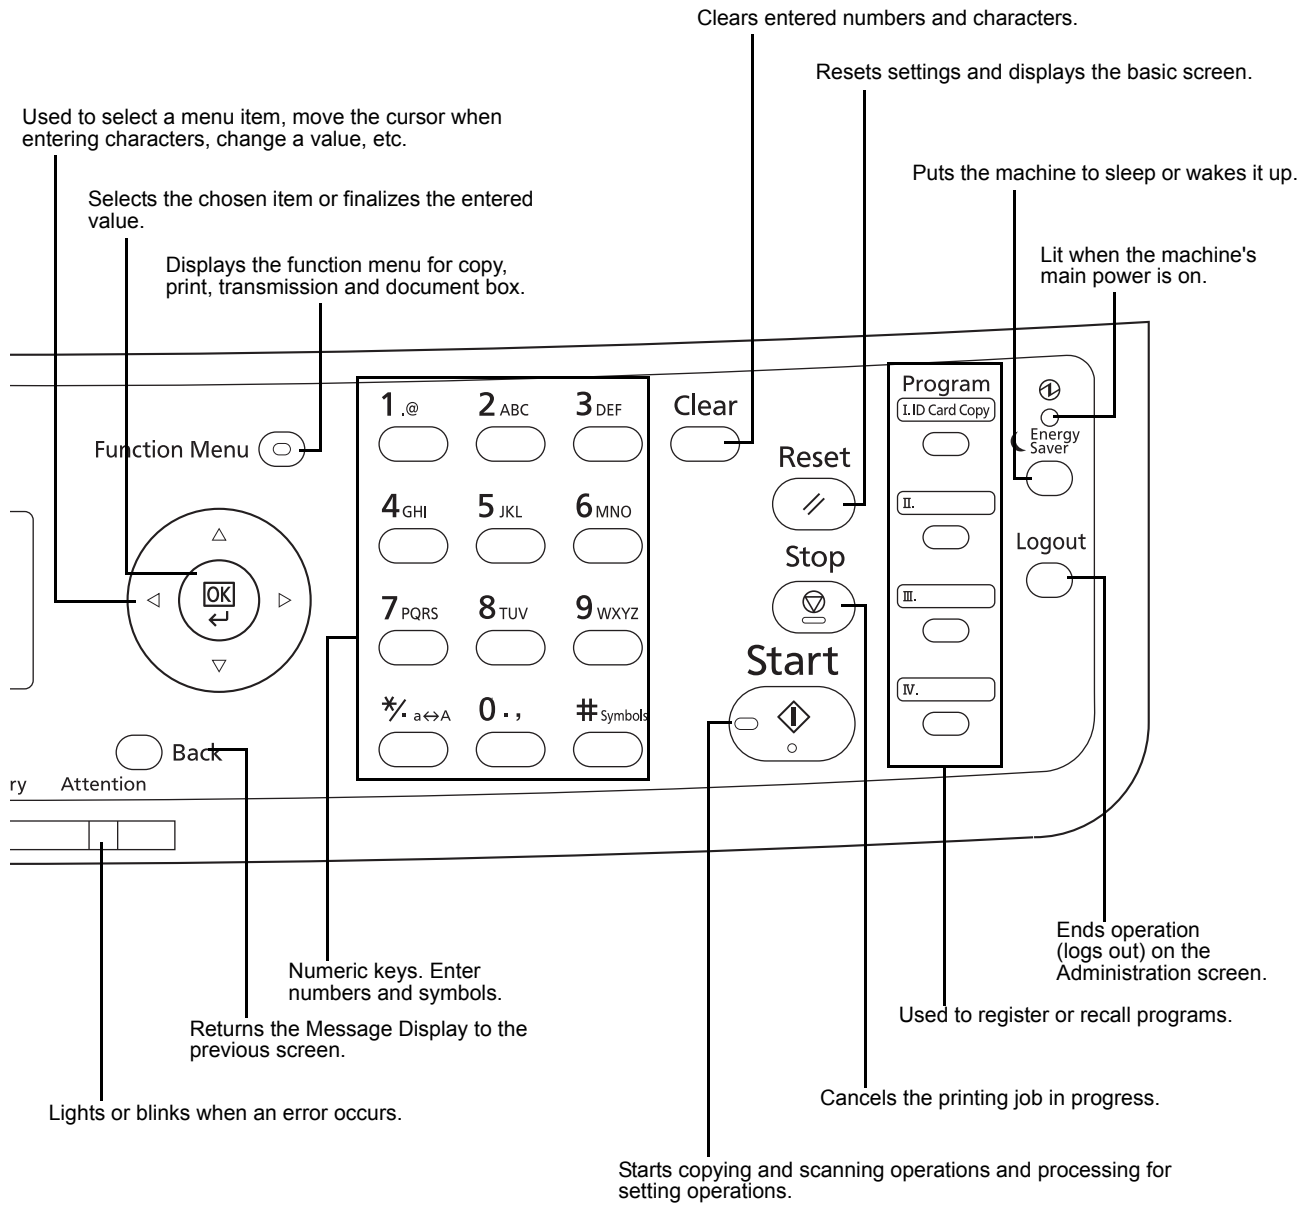 Clears entered numbers and characters.
Resets settings and displays the basic screen.
Used to select a menu item, move the cursor when
entering characters, change a value, etc.
Puts the machine to sleep or wakes it up.
Selects the chosen item or finalizes the entered
value.
Displays the function menu for copy,
print, transmission and document box.
Lit when the machine's
main power is on.
Function Menu
1 .@
2 ABC
3 DEF
4 GHI
5 JKL
6 MNO
7 PQRS
8 TUV
9 WXYZ
*/. a↔A
0 . ,
# Symbols
OK
Back
ry
Attention
Clear
Reset
Stop
Start
Program
I. ID Card Copy
II.
III.
IV.
Energy
Saver
Logout
Ends operation
(logs out) on the
Administration screen.
Numeric keys. Enter
numbers and symbols.
Used to register or recall programs.
Returns the Message Display to the
previous screen.
Cancels the printing job in progress.
Lights or blinks when an error occurs.
Starts copying and scanning operations and processing for
setting operations.